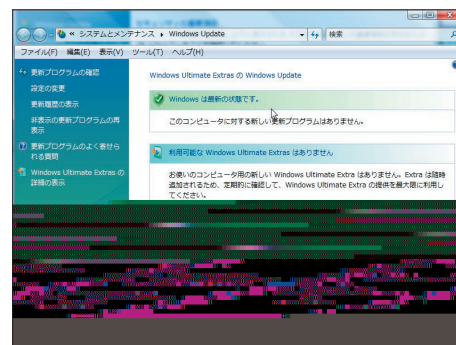 « システムとメンテナンス ▸ Windows Update
検索
ファイル(F) 編集(E) 表示(V) ツール(T) ヘルプ(H)
更新プログラムの確認
設定の変更
更新履歴の表示
非表示の更新プログラムの再
表示
更新プログラムのよく寄せら
れる質問
Windows Ultimate Extras の
詳細の表示
Windows Ultimate Extras の Windows Update
Windows は最新の状態です。
このコンピュータに対する新しい更新プログラムはありません。
利用可能な Windows Ultimate Extras はありません
お使いのコンピュータ用の新しい Windows Ultimate Extra はありません。Extra は随時
追加されるため、定期的に確認して、Windows Ultimate Extra の提供を最大限に利用し
てください。